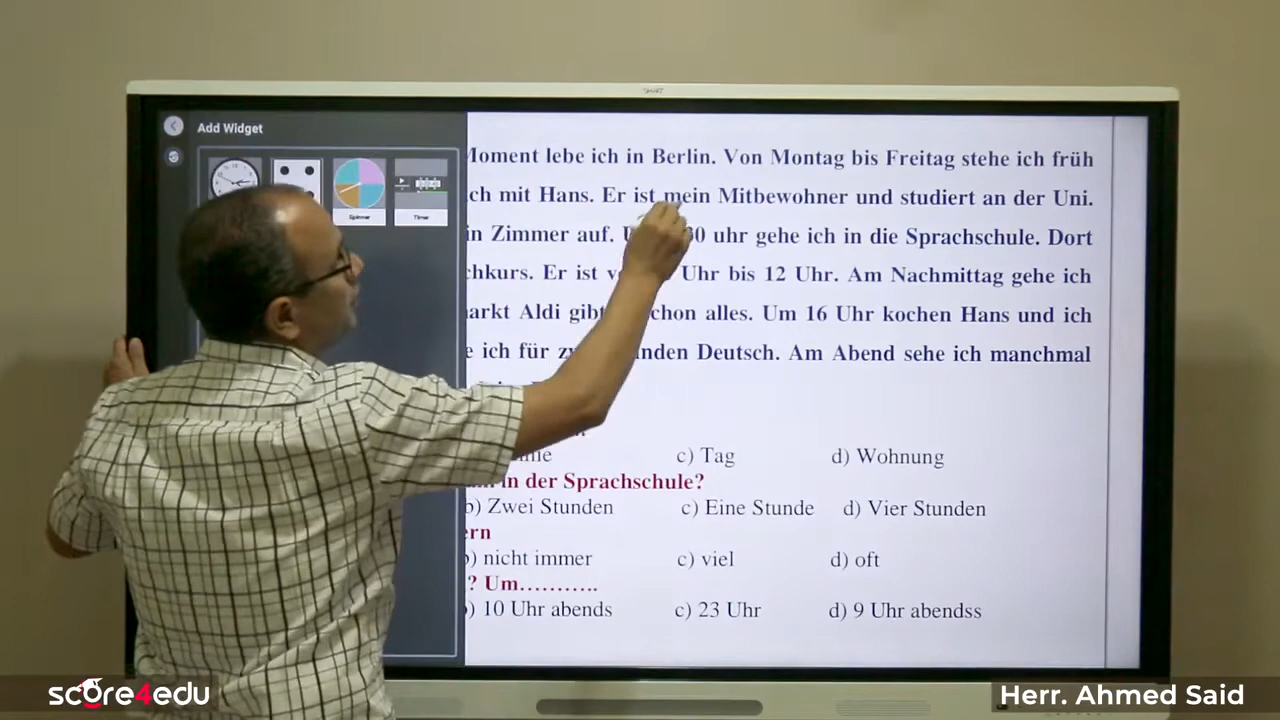 SMART
Add Widget
Spinner
Timer
Moment lebe ich in Berlin. Von Montag bis Freitag stehe ich früh
ich mit Hans. Er ist mein Mitbewohner und studiert an der Uni.
in Zimmer auf. 30 uhr gehe ich in die Sprachschule. Dort
chkurs. Er ist Uhr bis 12 Uhr. Am Nachmittag gehe ich
markt Aldi gibt schon alles. Um 16 Uhr kochen Hans und ich
e ich für nden Deutsch. Am Abend sehe ich manchmal
c) Tag d) Wohnung
in der Sprachschule?
b) Zwei Stunden c) Eine Stunde d) Vier Stunden
ern
b) nicht immer c) viel d) oft
? Um...........
) 10 Uhr abends c) 23 Uhr d) 9 Uhr abendss
score4edu
Herr. Ahmed Said